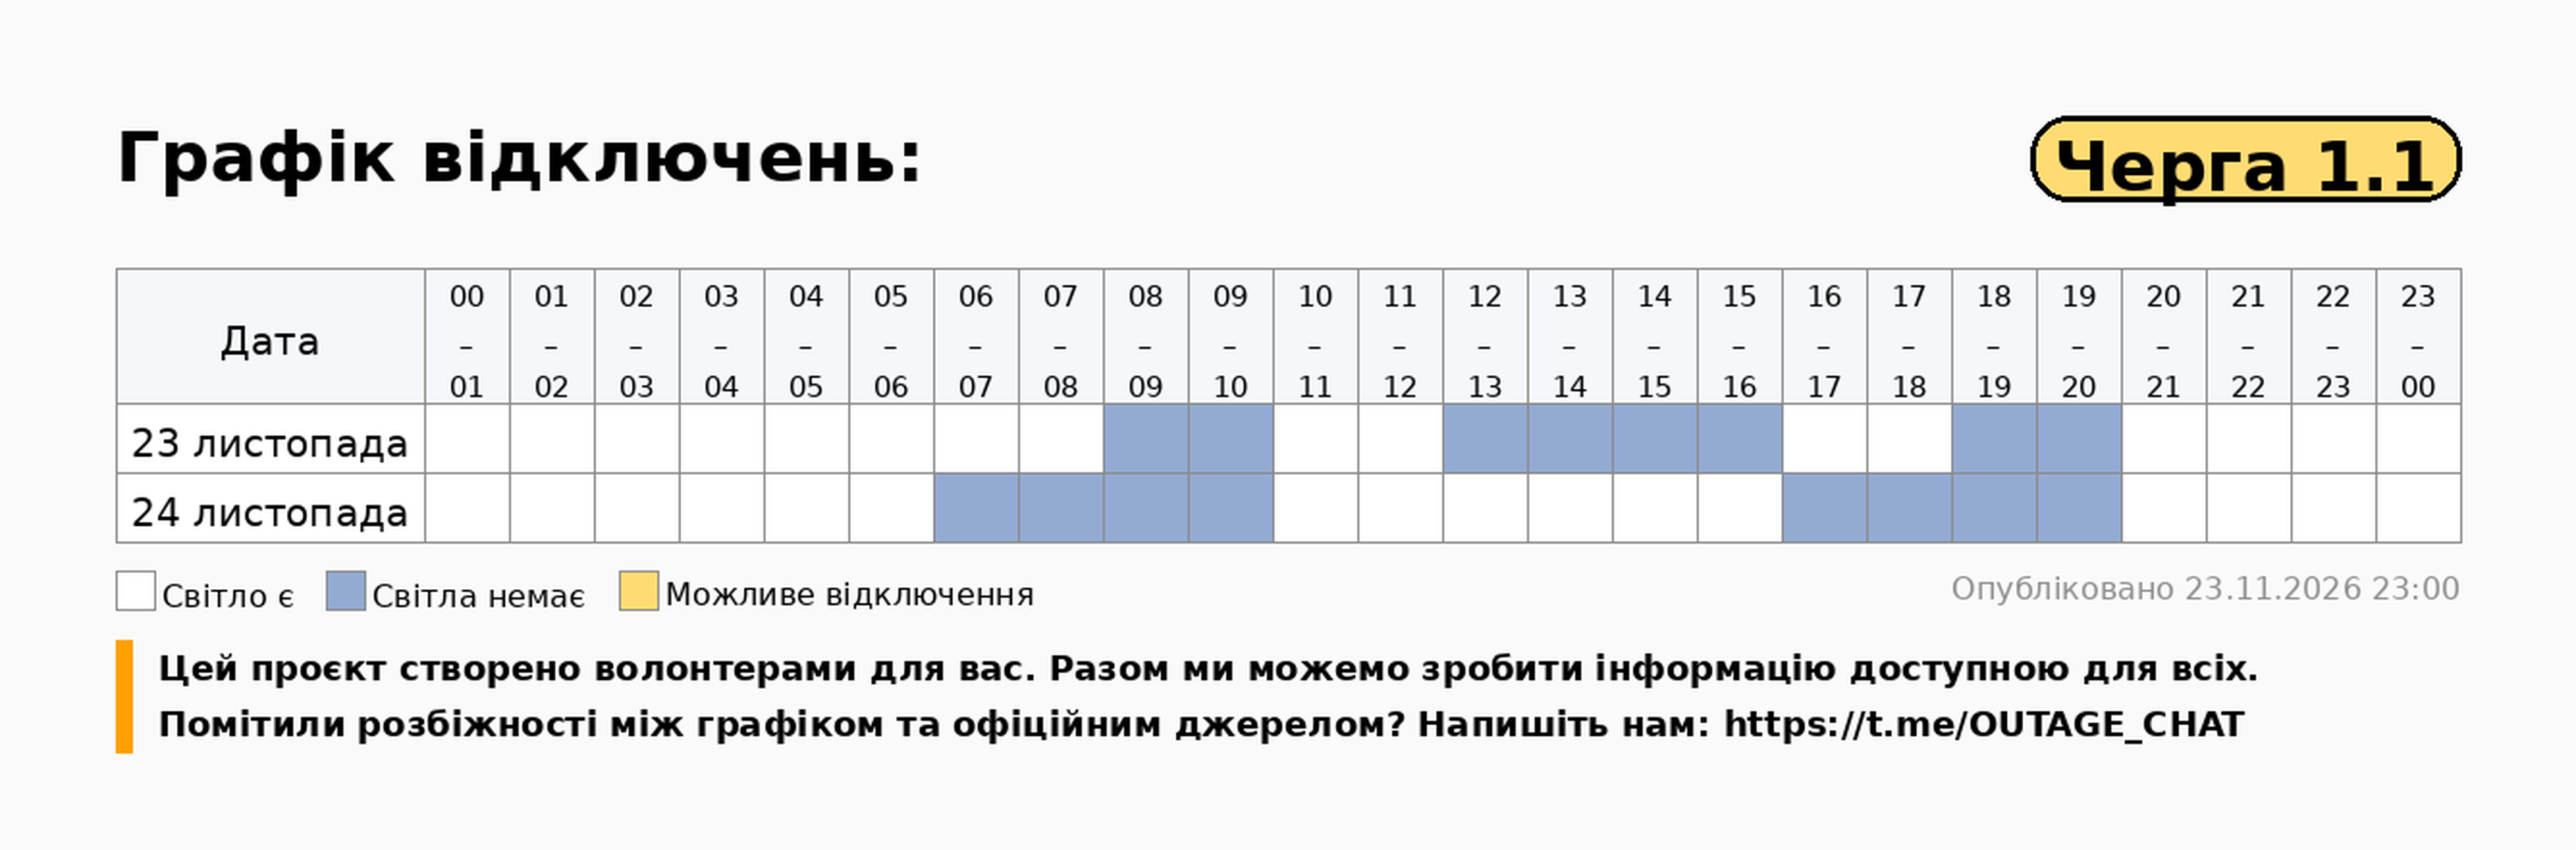 Графік відключень:
Черга 1.1
Дата 00 – 01 01 – 02 02 – 03 03 – 04 04 – 05 05 – 06 06 – 07 07 – 08 08 – 09 09 – 10 10 – 11 11 – 12 12 – 13 13 – 14 14 – 15 15 – 16 16 – 17 17 – 18 18 – 19 19 – 20 20 – 21 21 – 22 22 – 23 23 – 00
23 листопада
24 листопада
Світло є Світла немає Можливе відключення
Опубліковано 23.11.2026 23:00
Цей проєкт створено волонтерами для вас. Разом ми можемо зробити інформацію доступною для всіх.
Помітили розбіжності між графіком та офіційним джерелом? Напишіть нам: https://t.me/OUTAGE_CHAT